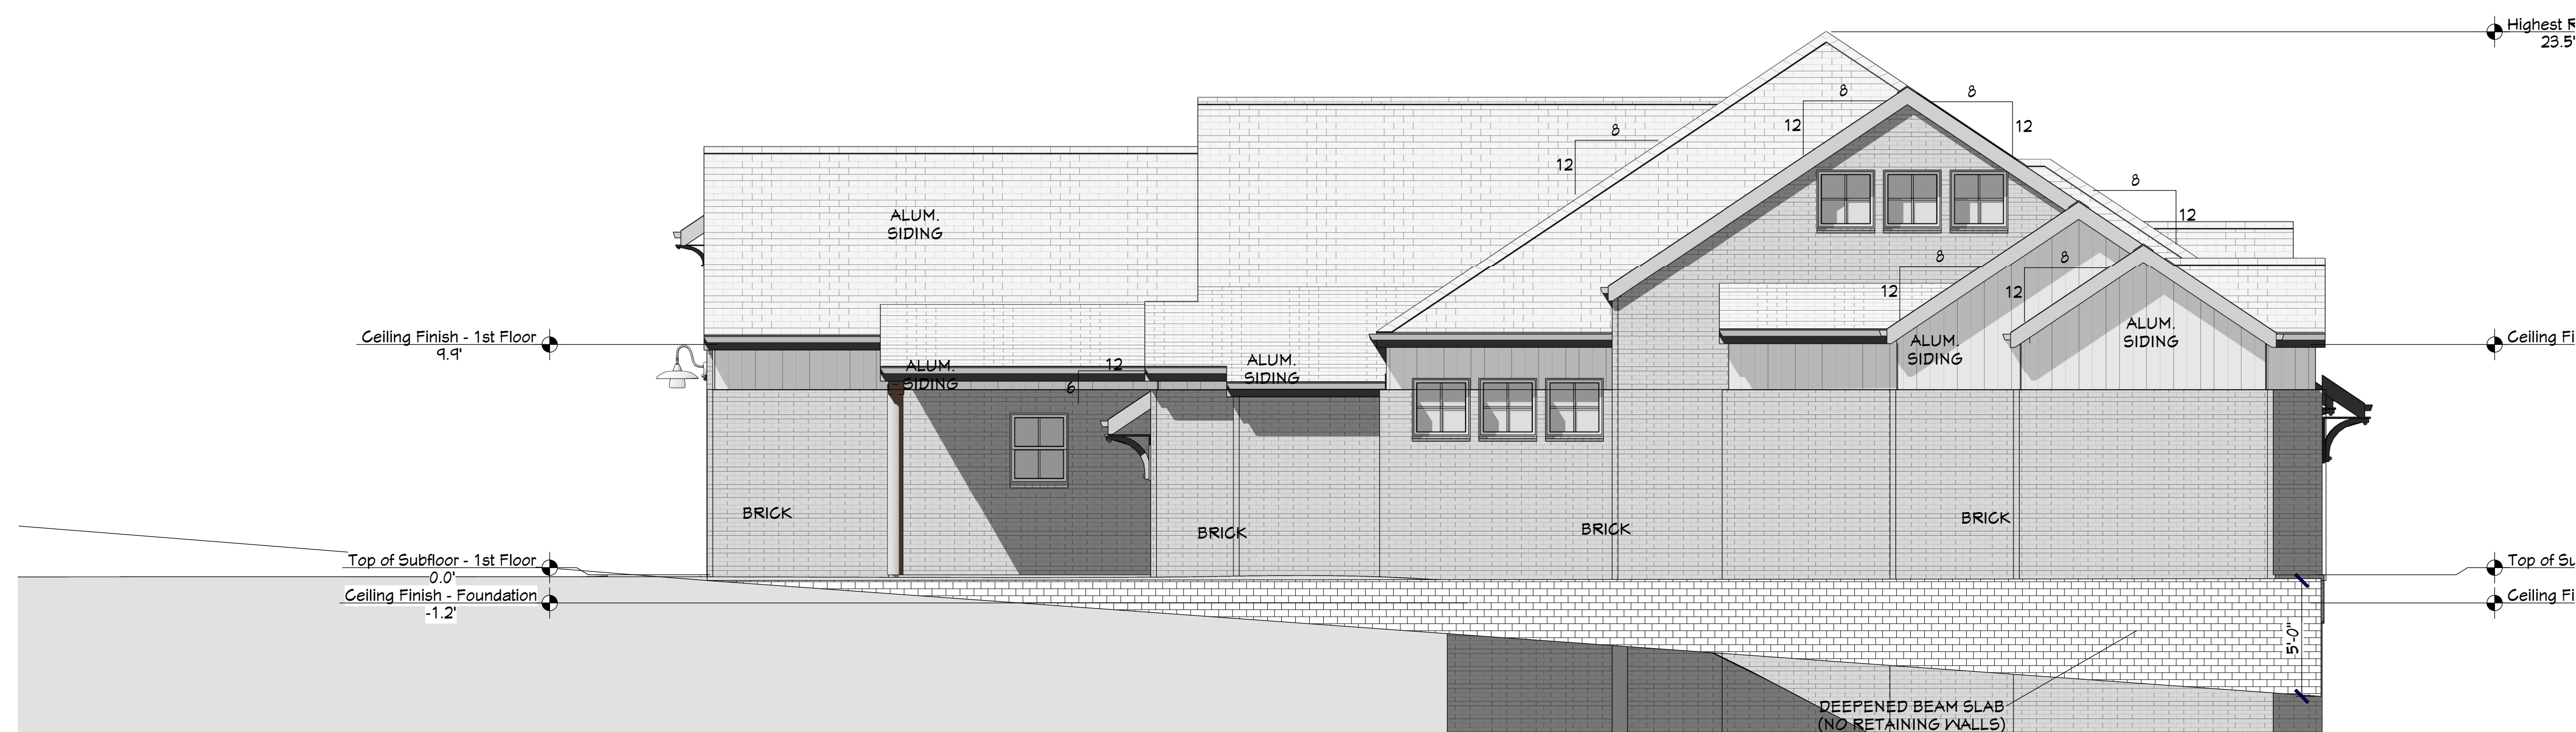 Highest R
23.5'
8
8
12
12
8
12
8
12
ALUM.
SIDING
8
12
8
12
ALUM.
SIDING
ALUM.
SIDING
Ceiling Finish - 1st Floor
9.9'
Ceiling Fi
ALUM.
SIDING
ALUM.
SIDING
12
6
BRICK
BRICK
BRICK
BRICK
Top of Subfloor - 1st Floor
0.0'
Top of Su
Ceiling Finish - Foundation
-1.2'
Ceiling Fi
5'-0"
DEEPENED BEAM SLAB
(NO RETAINING WALLS)